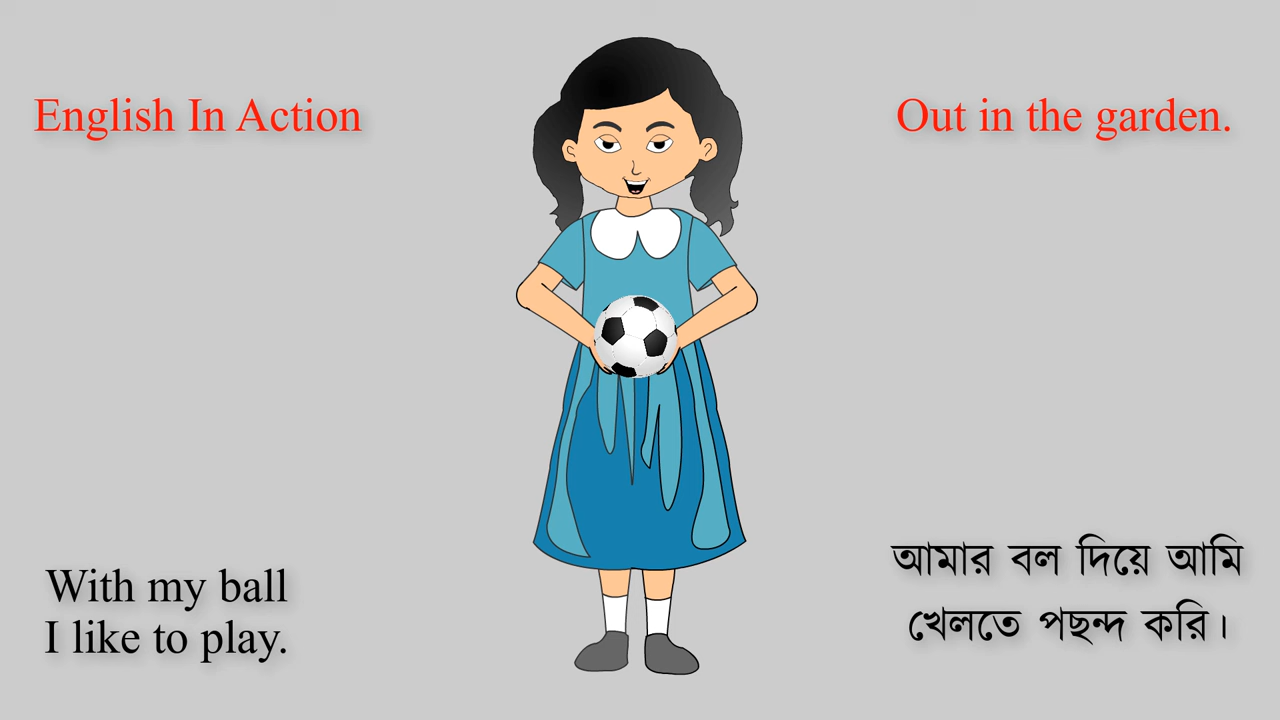 English In Action
Out in the garden.
With my ball
I like to play.
আমার বল দিয়ে আমি
খেলতে পছন্দ করি।